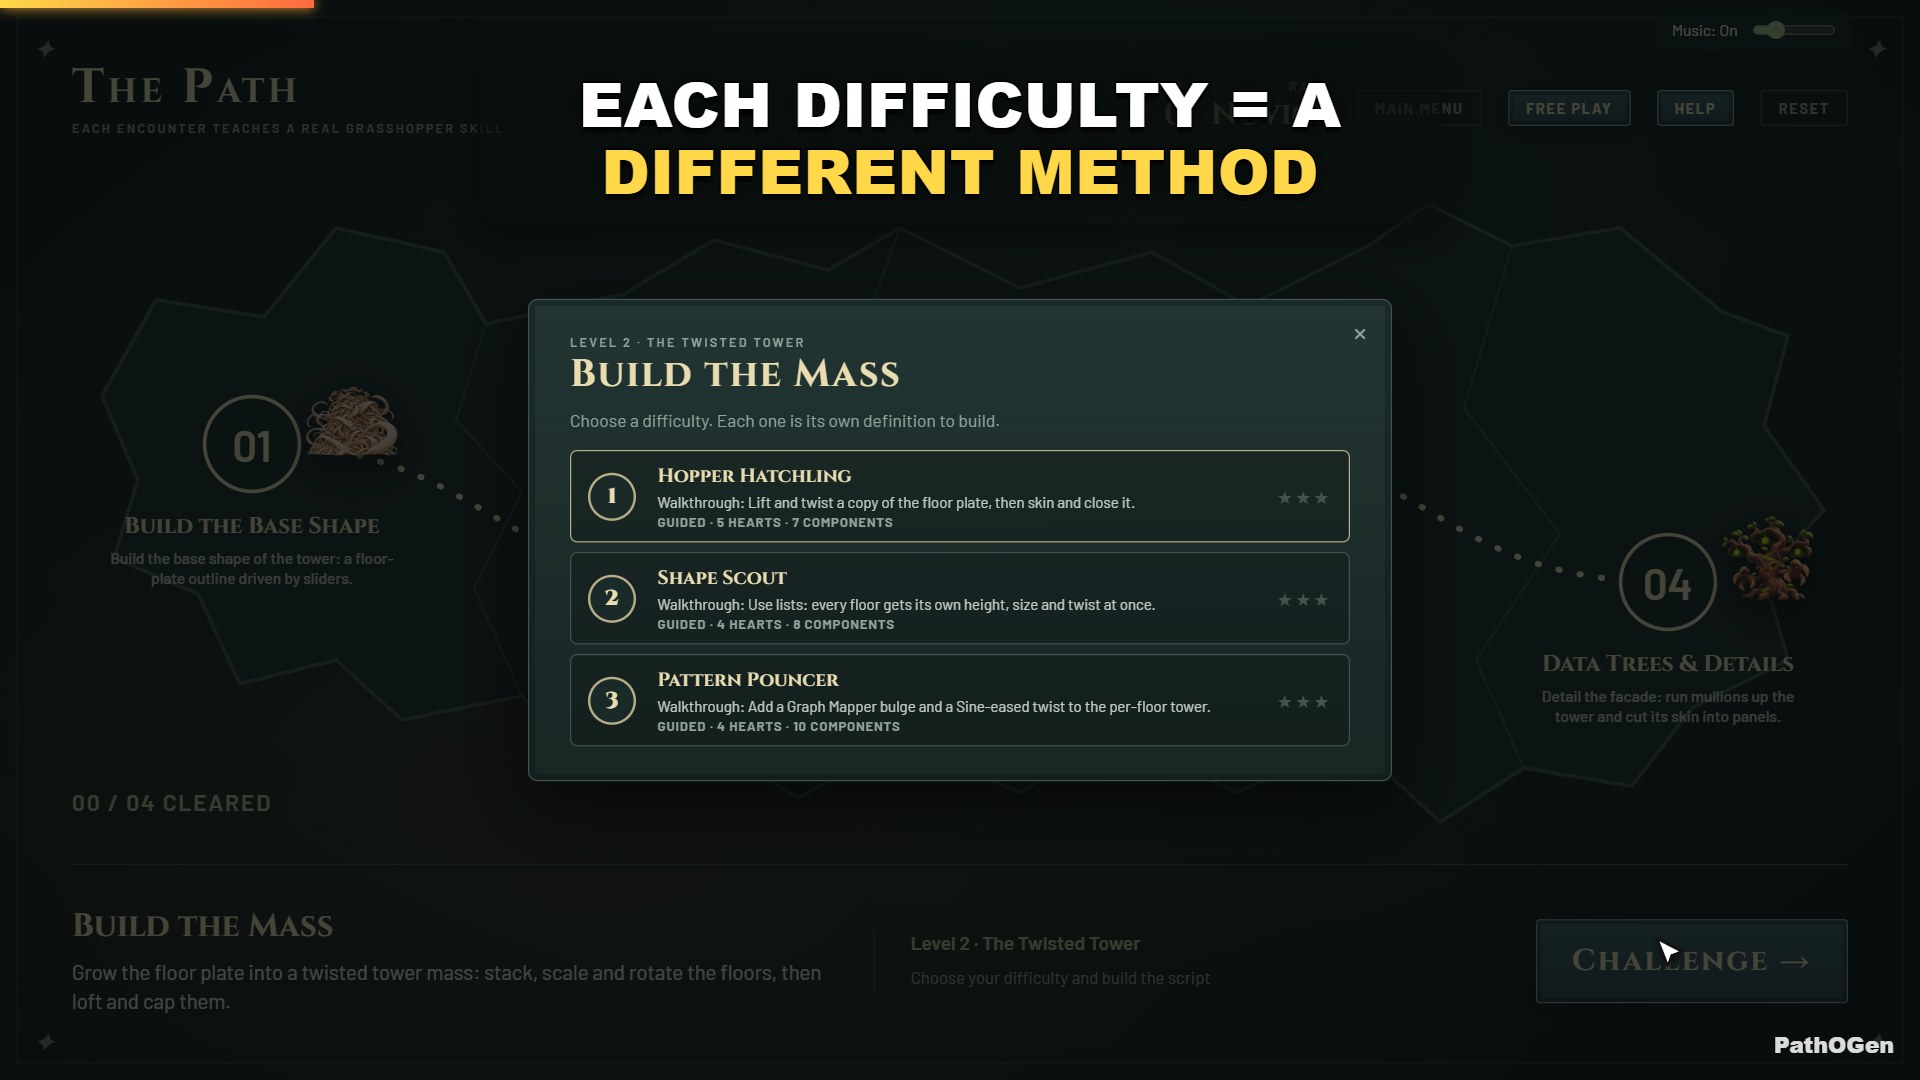 Music: On
THE PATH
EACH ENCOUNTER TEACHES A REAL GRASSHOPPER SKILL
EACH DIFFICULTY = A
DIFFERENT METHOD
MAIN MENU
FREE PLAY
HELP
RESET
LEVEL 2 · THE TWISTED TOWER
BUILD THE MASS
Choose a difficulty. Each one is its own definition to build.
1
HOPPER HATCHLING
Walkthrough: Lift and twist a copy of the floor plate, then skin and close it.
GUIDED · 5 HEARTS · 7 COMPONENTS
2
SHAPE SCOUT
Walkthrough: Use lists: every floor gets its own height, size and twist at once.
GUIDED · 4 HEARTS · 8 COMPONENTS
3
PATTERN POUNCER
Walkthrough: Add a Graph Mapper bulge and a Sine-eased twist to the per-floor tower.
GUIDED · 4 HEARTS · 10 COMPONENTS
01
BUILD THE BASE SHAPE
Build the base shape of the tower: a floor-
plate outline driven by sliders.
04
DATA TREES & DETAILS
Detail the facade: run mullions up the
tower and cut its skin into panels.
00 / 04 CLEARED
BUILD THE MASS
Grow the floor plate into a twisted tower mass: stack, scale and rotate the floors, then
loft and cap them.
Level 2 · The Twisted Tower
Choose your difficulty and build the script
CHALLENGE →
PathOGen